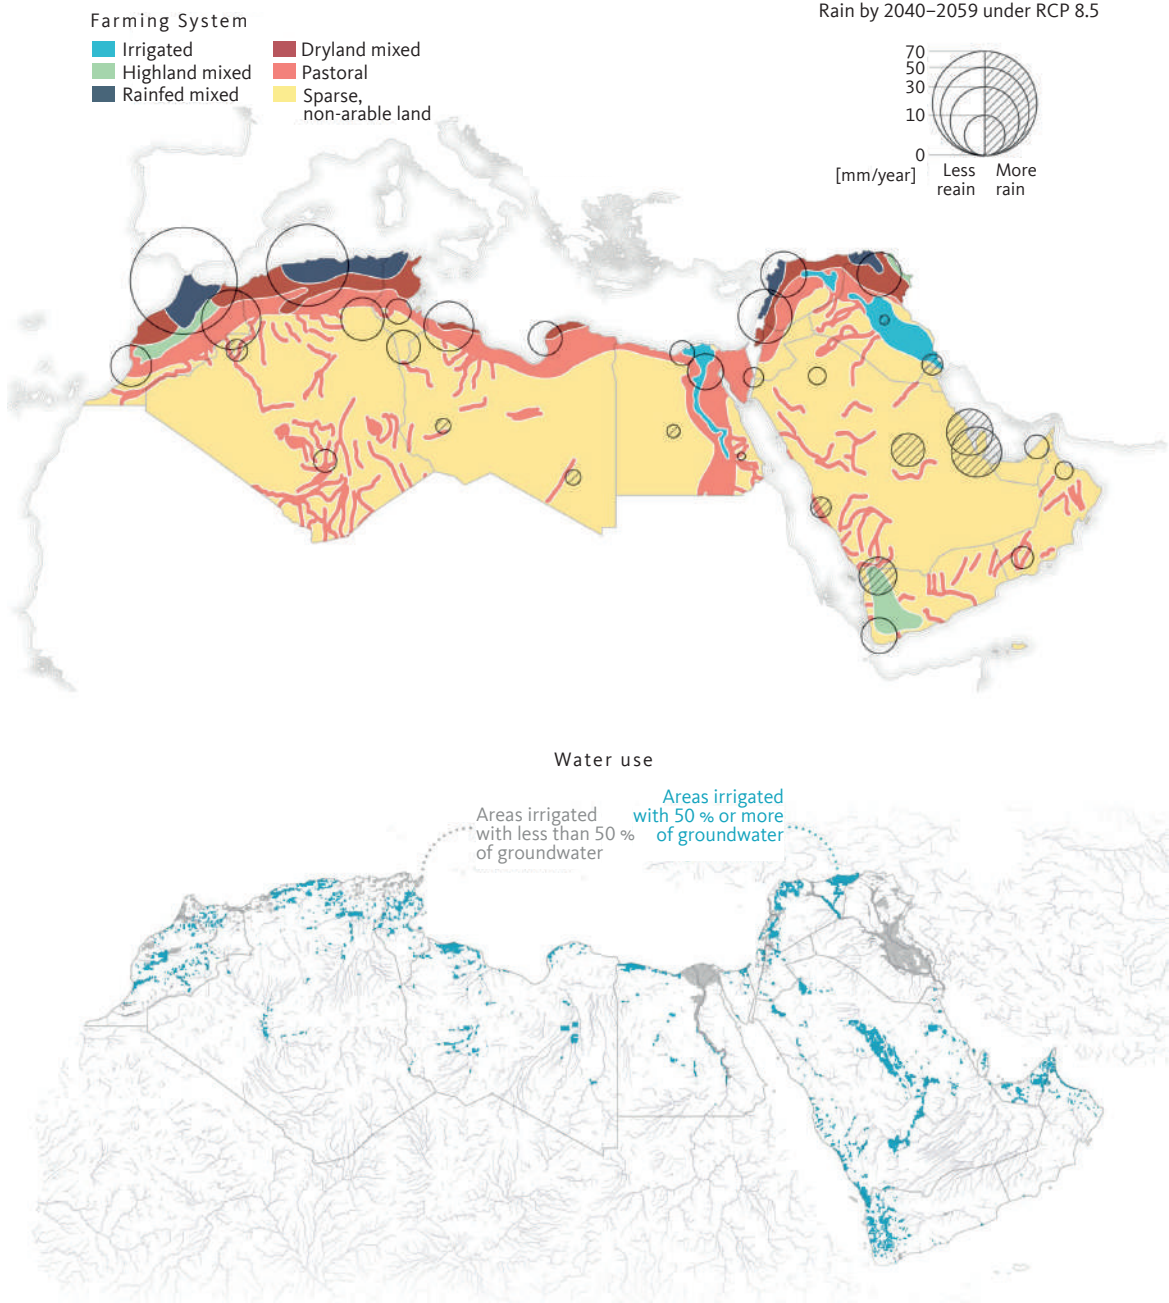 Rain by 2040–2059 under RCP 8.5
Farming System
Irrigated
Highland mixed
Rainfed mixed
Dryland mixed
Pastoral
Sparse,
non-arable land
70
50
30
10
0
[mm/year]
Less
reain
More
rain
Water use
Areas irrigated
with less than 50 %
of groundwater
Areas irrigated
with 50 % or more
of groundwater